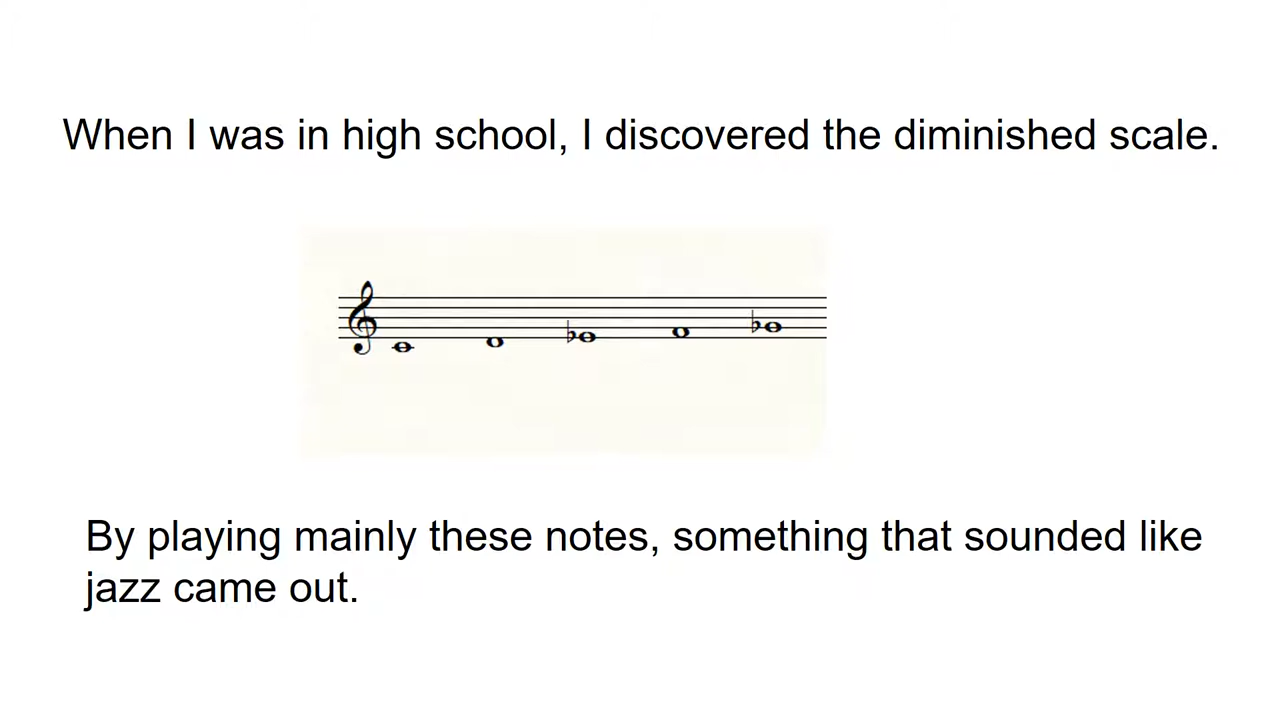 When I was in high school, I discovered the diminished scale.
By playing mainly these notes, something that sounded like
jazz came out.